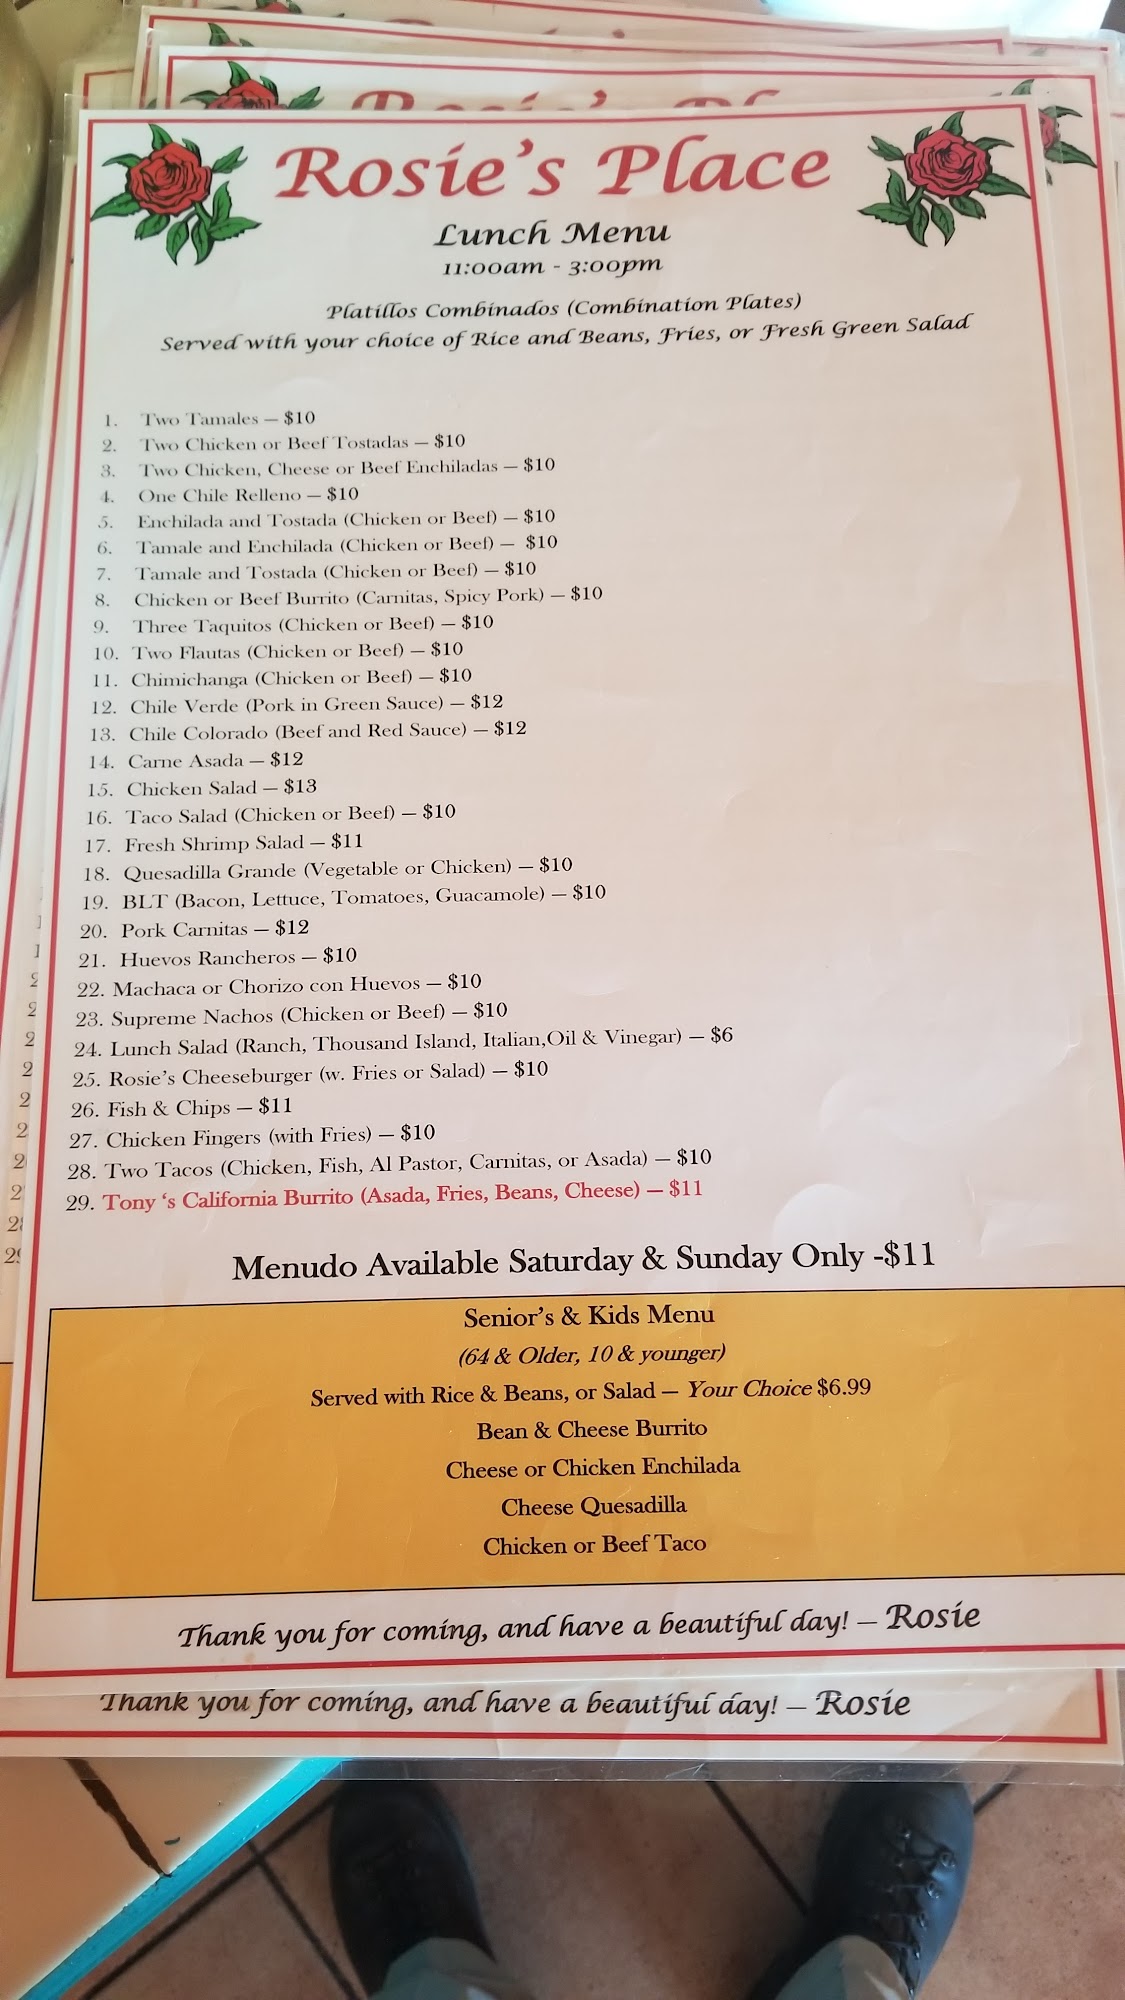 Rosie's Place
Lunch Menu
11:00am - 3:00pm
Platillos Combinados (Combination Plates)
Served with your choice of Rice and Beans, Fries, or Fresh Green Salad
1. Two Tamales – $10
2. Two Chicken or Beef Tostadas – $10
3. Two Chicken, Cheese or Beef Enchiladas – $10
4. One Chile Relleno – $10
5. Enchilada and Tostada (Chicken or Beef) – $10
6. Tamale and Enchilada (Chicken or Beef) – $10
7. Tamale and Tostada (Chicken or Beef) – $10
8. Chicken or Beef Burrito (Carnitas, Spicy Pork) – $10
9. Three Taquitos (Chicken or Beef) – $10
10. Two Flautas (Chicken or Beef) – $10
11. Chimichanga (Chicken or Beef) – $10
12. Chile Verde (Pork in Green Sauce) – $12
13. Chile Colorado (Beef and Red Sauce) – $12
14. Carne Asada – $12
15. Chicken Salad – $13
16. Taco Salad (Chicken or Beef) – $10
17. Fresh Shrimp Salad – $11
18. Quesadilla Grande (Vegetable or Chicken) – $10
19. BLT (Bacon, Lettuce, Tomatoes, Guacamole) – $10
20. Pork Carnitas – $12
21. Huevos Rancheros – $10
22. Machaca or Chorizo con Huevos – $10
23. Supreme Nachos (Chicken or Beef) – $10
24. Lunch Salad (Ranch, Thousand Island, Italian,Oil & Vinegar) – $6
25. Rosie's Cheeseburger (w. Fries or Salad) – $10
26. Fish & Chips – $11
27. Chicken Fingers (with Fries) – $10
28. Two Tacos (Chicken, Fish, Al Pastor, Carnitas, or Asada) – $10
29. Tony 's California Burrito (Asada, Fries, Beans, Cheese) – $11
Menudo Available Saturday & Sunday Only -$11
Senior's & Kids Menu
(64 & Older, 10 & younger)
Served with Rice & Beans, or Salad – Your Choice $6.99
Bean & Cheese Burrito
Cheese or Chicken Enchilada
Cheese Quesadilla
Chicken or Beef Taco
Thank you for coming, and have a beautiful day! – Rosie
Thank you for coming, and have a beautiful day! – Rosie